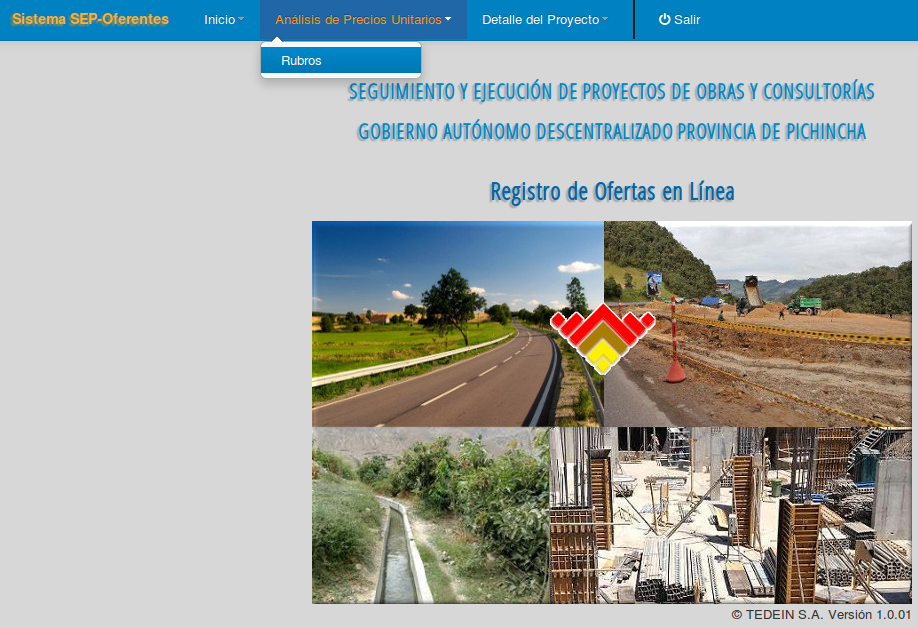 Sistema SEP-Oferentes Inicio Análisis de Precios Unitarios Detalle del Proyecto Salir
Rubros
SEGUIMIENTO Y EJECUCIÓN DE PROYECTOS DE OBRAS Y CONSULTORÍAS
GOBIERNO AUTÓNOMO DESCENTRALIZADO PROVINCIA DE PICHINCHA
Registro de Ofertas en Línea
© TEDEIN S.A. Versión 1.0.01